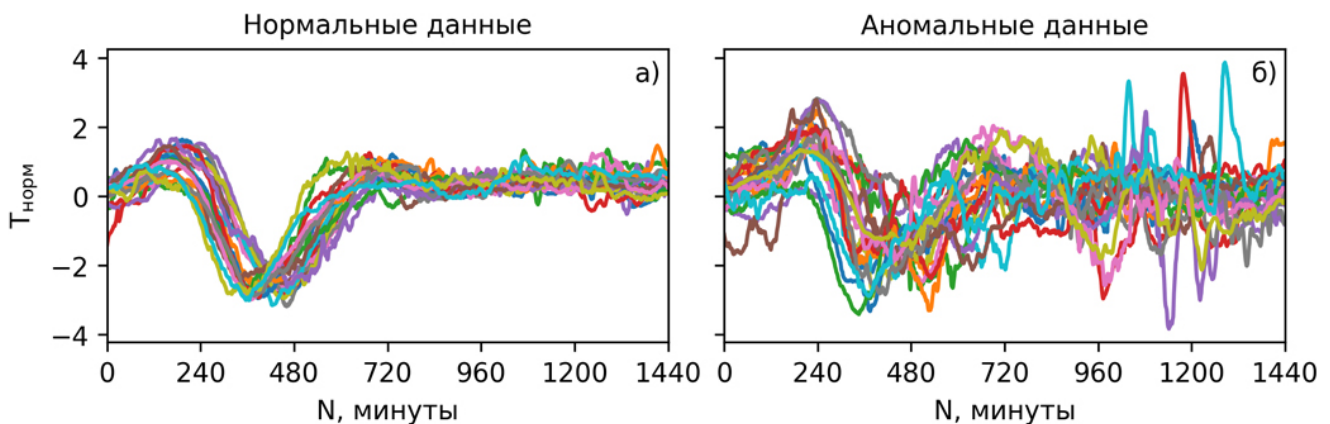 Нормальные данные
Аномальные данные
а)
б)
Tнорм
4
2
0
−2
−4
0 240 480 720 960 1200 1440
0 240 480 720 960 1200 1440
N, минуты
N, минуты